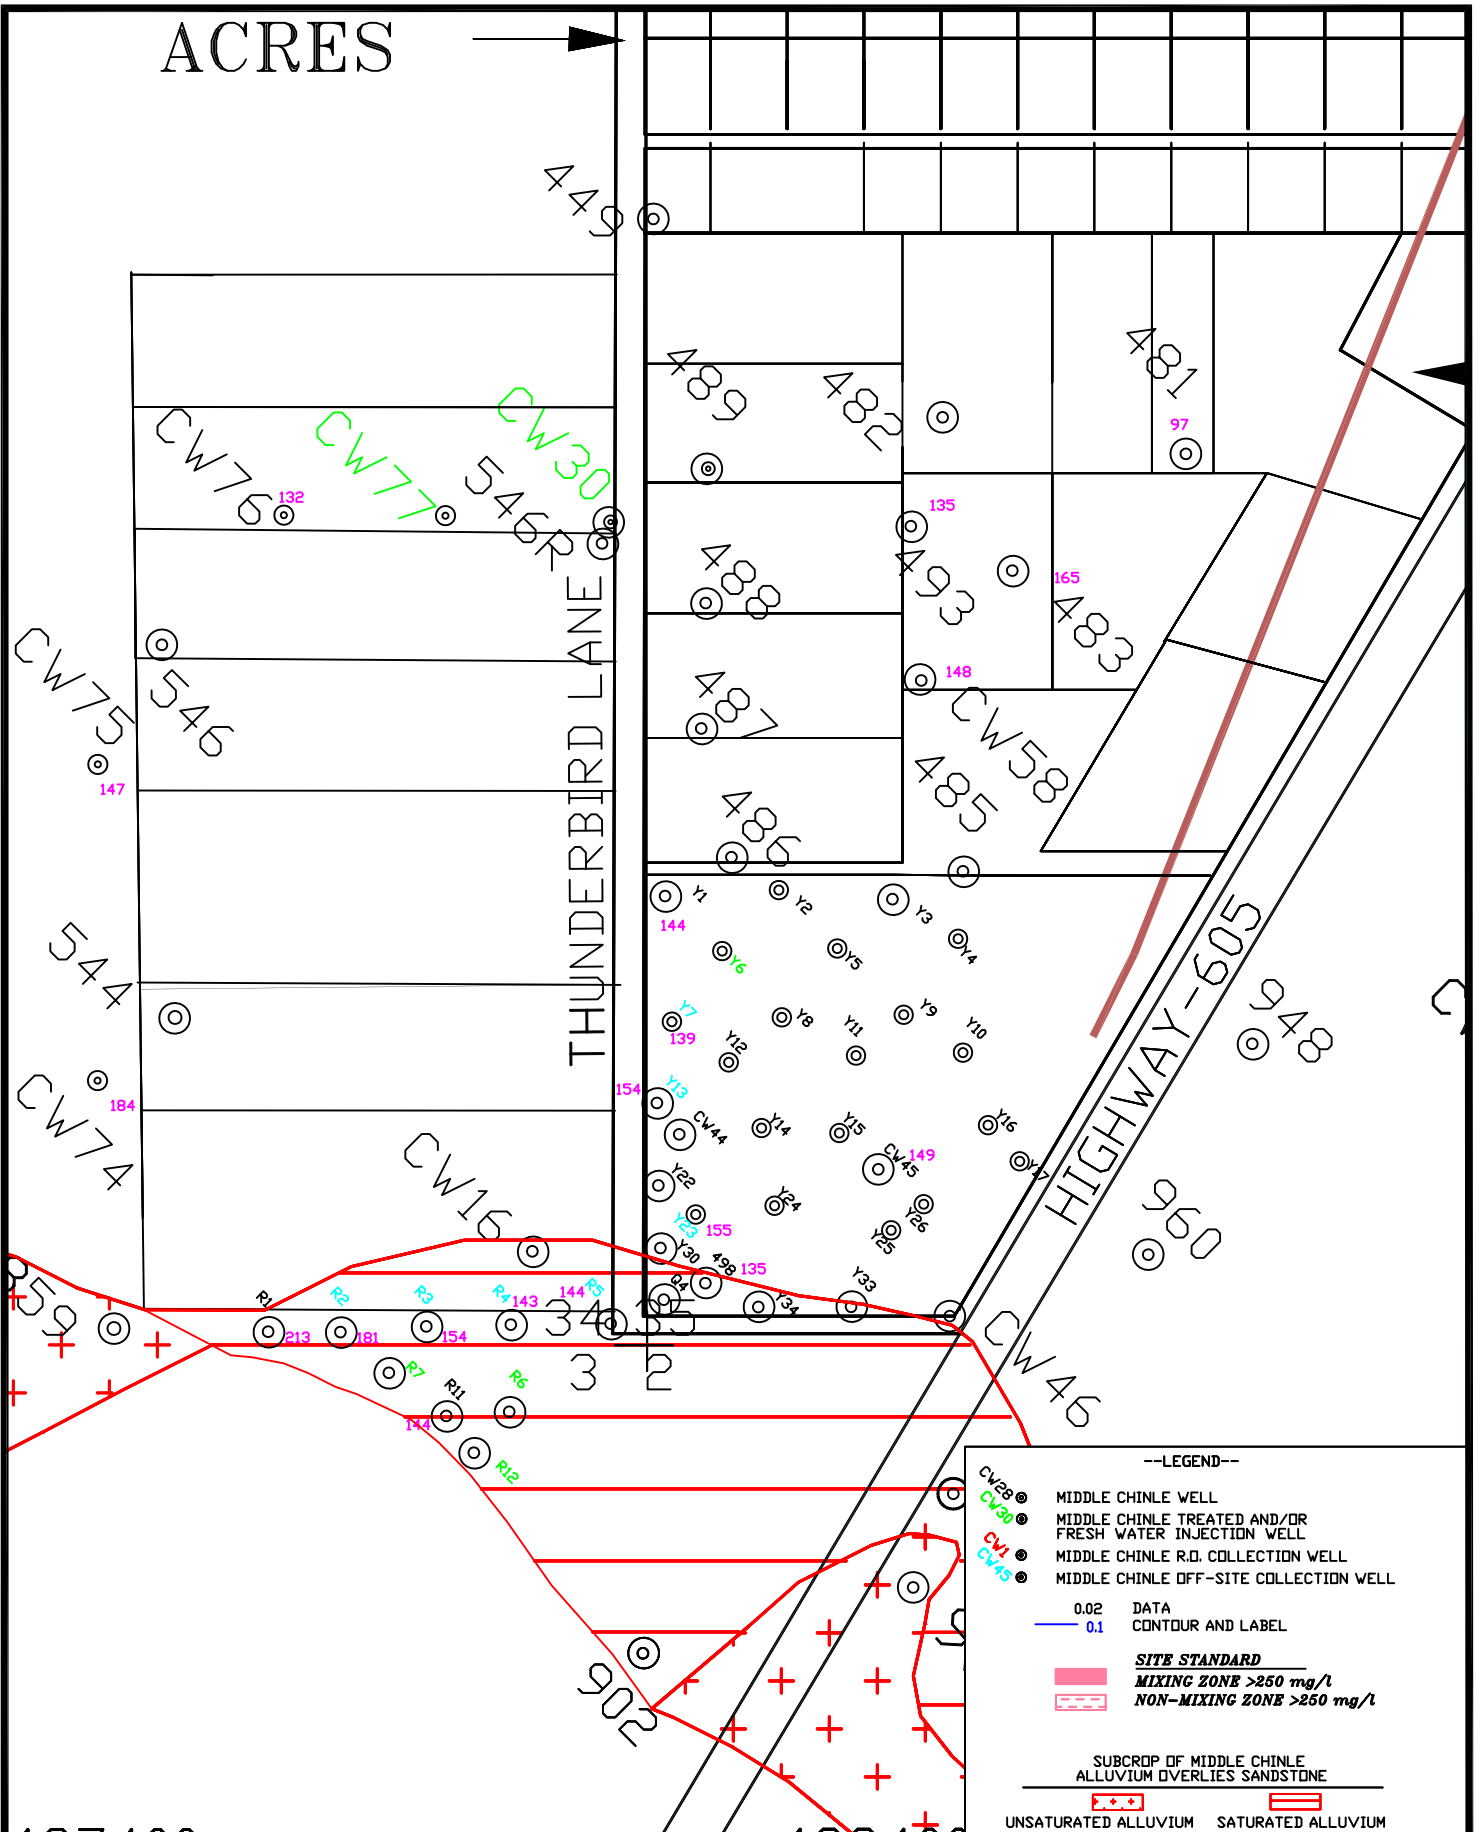 ACRES
449
489
482
481
97
CW76
132
CW77
546R
CW30
135
493
165
483
488
CW75
546
147
487
148
CW58
485
486
THUNDERBIRD LANE
Y1
144
Y2
Y3
Y4
Y5
Y6
544
Y7
139
Y8
Y9
Y10
Y11
Y12
948
HIGHWAY-605
184
CW74
154
Y13
CW44
Y14
Y15
Y16
Y17
CW45
149
CW16
Y22
Y23
155
Y24
Y25
Y26
960
Y30
498
135
Q4
Y34
Y33
859
R1
213
R2
181
R3
154
R4
143
144
R5
34
35
3
2
CW46
R7
R6
R11
144
R12
902
--LEGEND--
CW28 MIDDLE CHINLE WELL
CW30 MIDDLE CHINLE TREATED AND/OR
FRESH WATER INJECTION WELL
CW1 MIDDLE CHINLE R.O. COLLECTION WELL
CW45 MIDDLE CHINLE OFF-SITE COLLECTION WELL
0.02 DATA
0.1 CONTOUR AND LABEL
SITE STANDARD
MIXING ZONE >250 mg/l
NON-MIXING ZONE >250 mg/l
SUBCROP OF MIDDLE CHINLE
ALLUVIUM OVERLIES SANDSTONE
UNSATURATED ALLUVIUM SATURATED ALLUVIUM